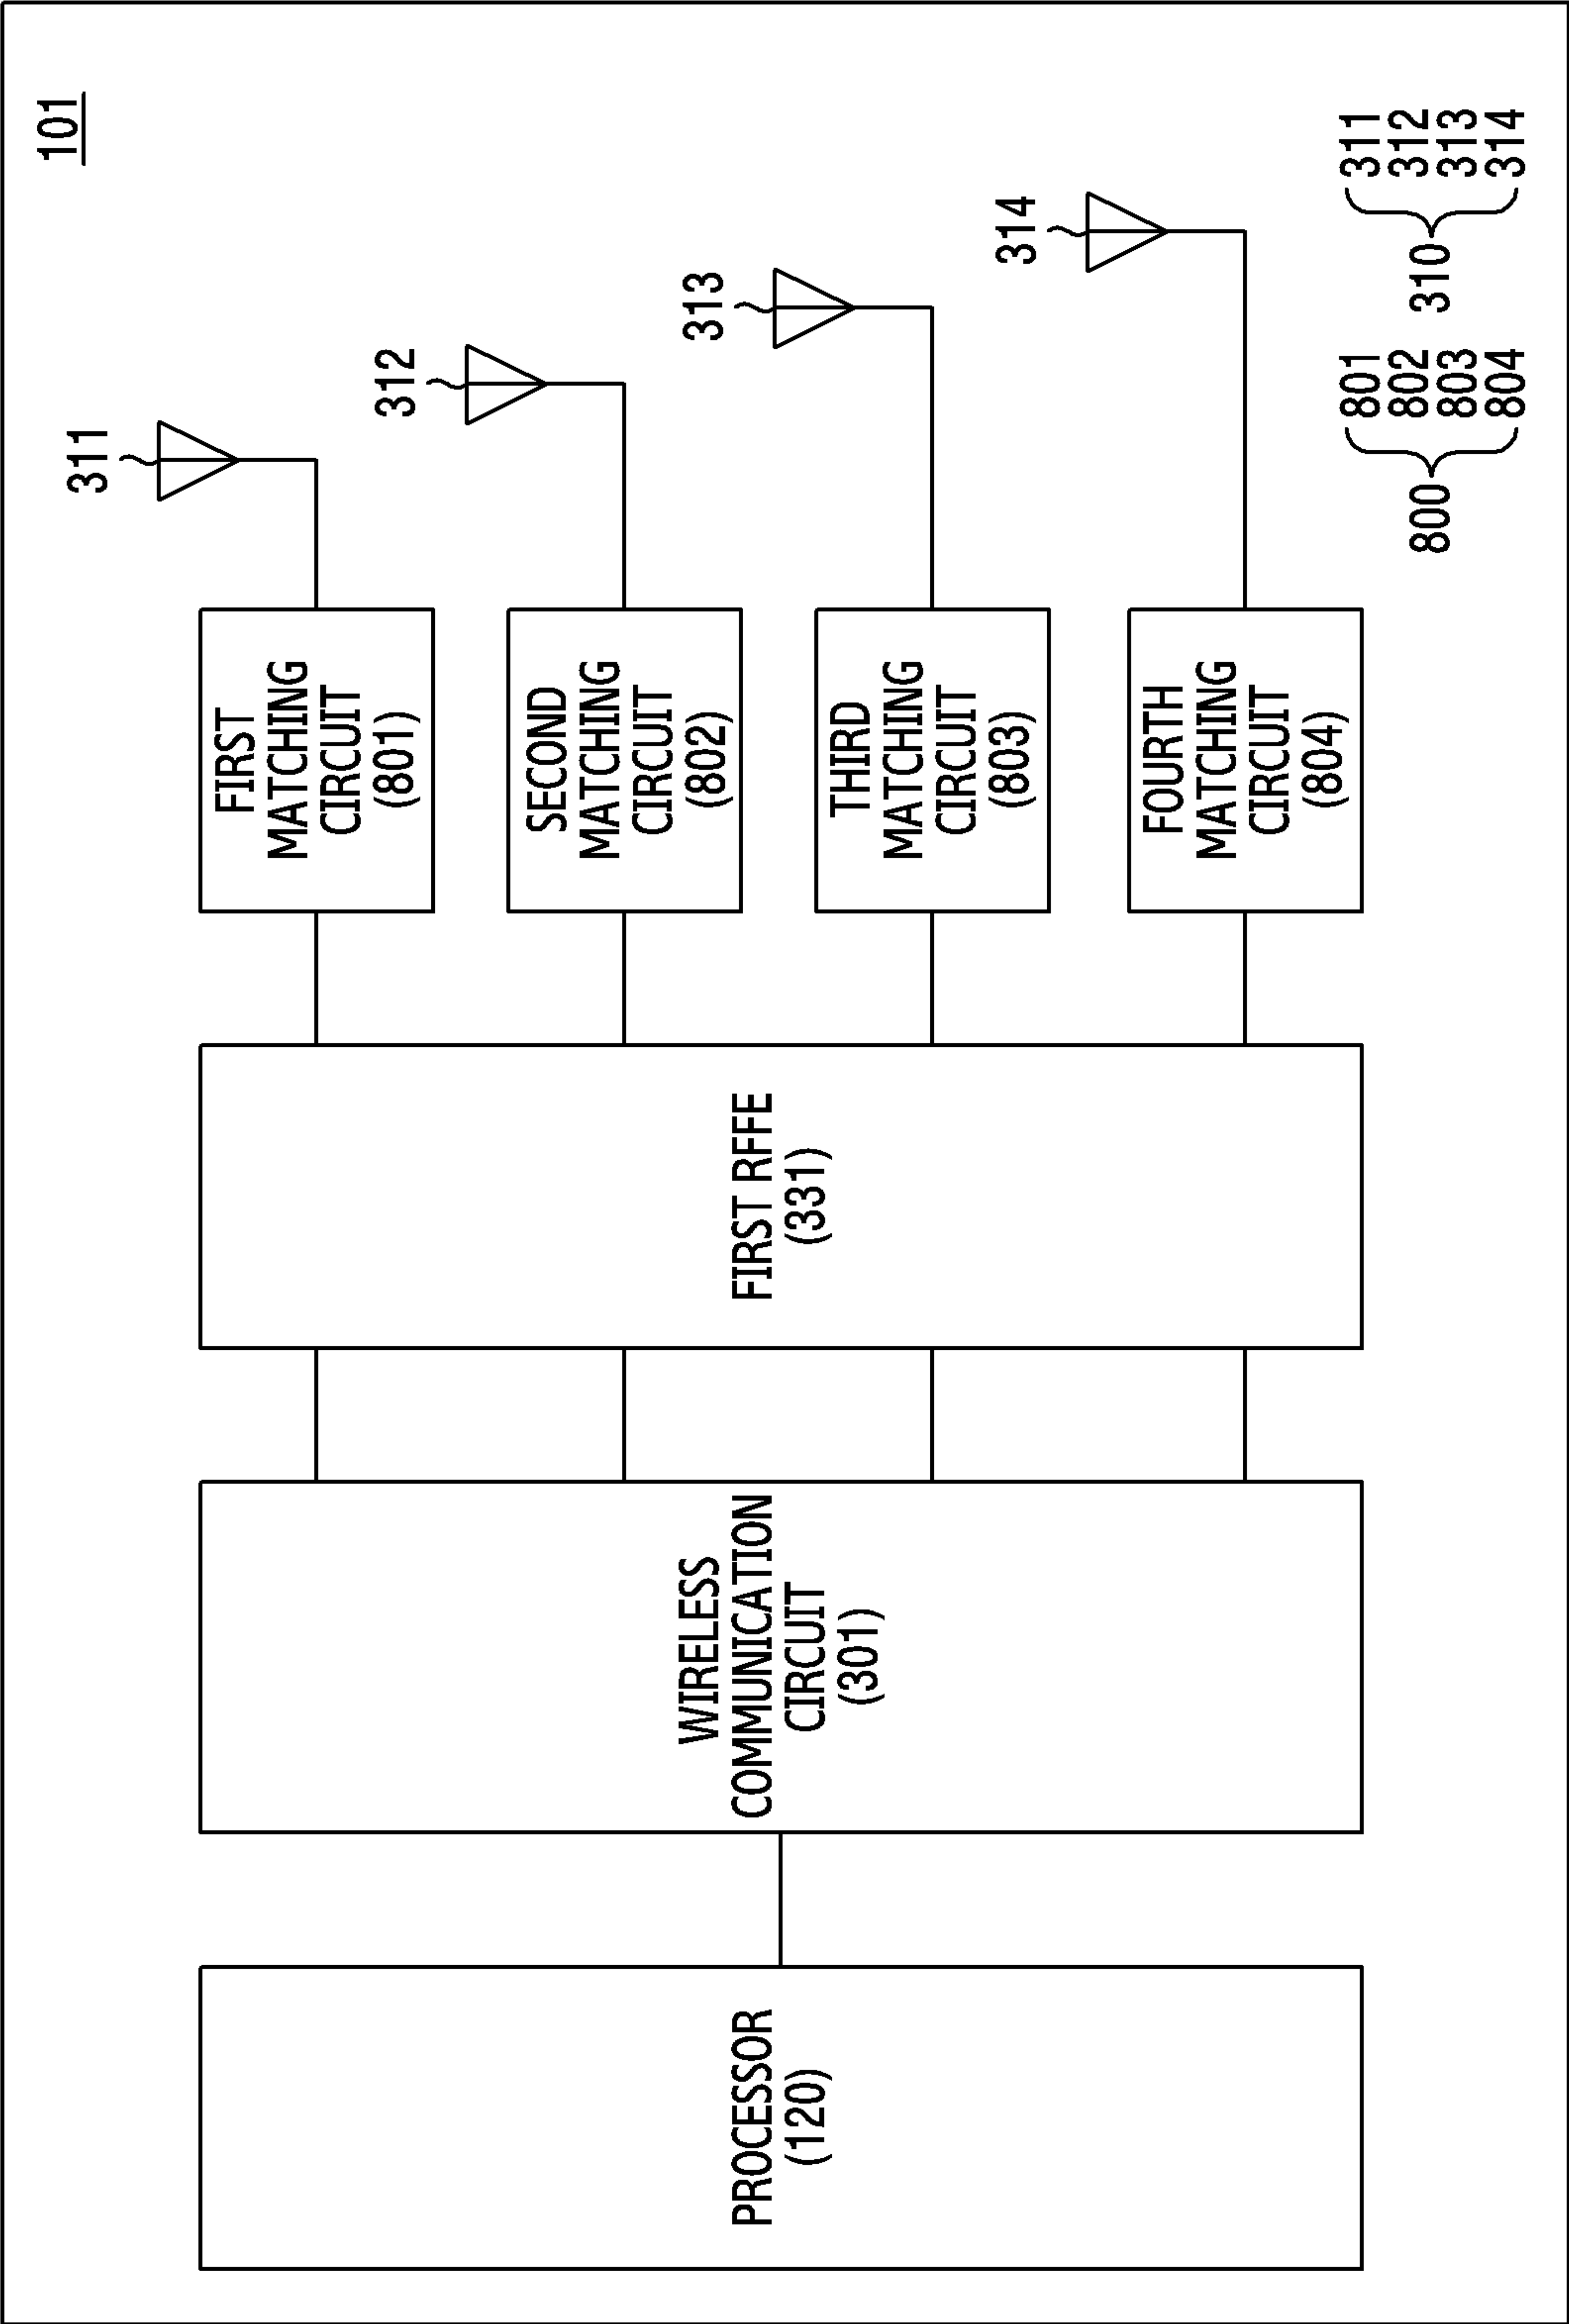 101
PROCESSOR
(120)
WIRELESS
COMMUNICATION
CIRCUIT
(301)
FIRST RFFE
(331)
FIRST
MATCHING
CIRCUIT
(801)
SECOND
MATCHING
CIRCUIT
(802)
THIRD
MATCHING
CIRCUIT
(803)
FOURTH
MATCHING
CIRCUIT
(804)
311
312
313
314
800
801
802
803
804
310
311
312
313
314